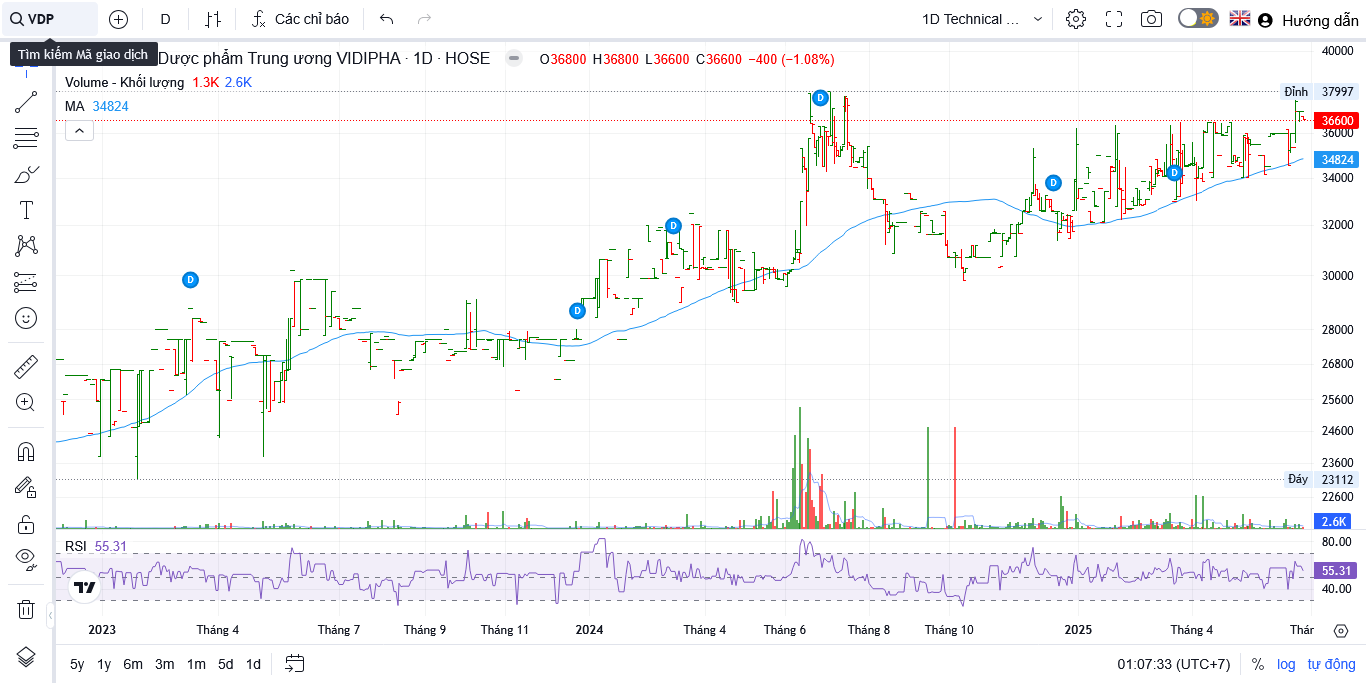 VDP D Các chỉ báo 1D Technical ... Hướng dẫn
Tìm kiếm Mã giao dịch
Dược phẩm Trung ương VIDIPHA · 1D · HOSE O36800 H36800 L36600 C36600 −400 (−1.08%)
Volume - Khối lượng 1.3K 2.6K
MA 34824
40000
Đỉnh 37997
36600
36000
34824
34000
32000
30000
28000
26800
25600
24600
23600
Đáy 23112
22600
2.6K
D
D
D
D
D
D
RSI 55.31
80.00
55.31
40.00
2023 Tháng 4 Tháng 7 Tháng 9 Tháng 11 2024 Tháng 4 Tháng 6 Tháng 8 Tháng 10 2025 Tháng 4 Thár
5y 1y 6m 3m 1m 5d 1d 01:07:33 (UTC+7) % log tự động